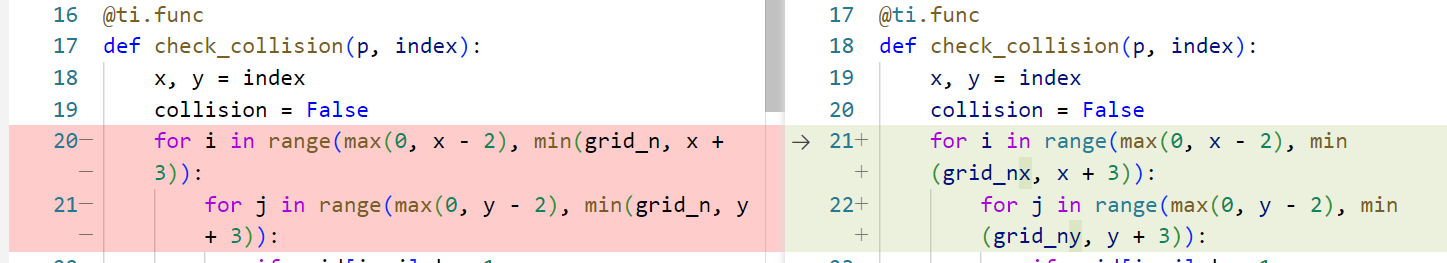 16 @ti.func
17 def check_collision(p, index):
18 x, y = index
19 collision = False
20— for i in range(max(0, x - 2), min(grid_n, x +
— 3)):
21— for j in range(max(0, y - 2), min(grid_n, y
— + 3)):
17 @ti.func
18 def check_collision(p, index):
19 x, y = index
20 collision = False
→ 21+ for i in range(max(0, x - 2), min
+ (grid_nx, x + 3)):
22+ for j in range(max(0, y - 2), min
+ (grid_ny, y + 3)):